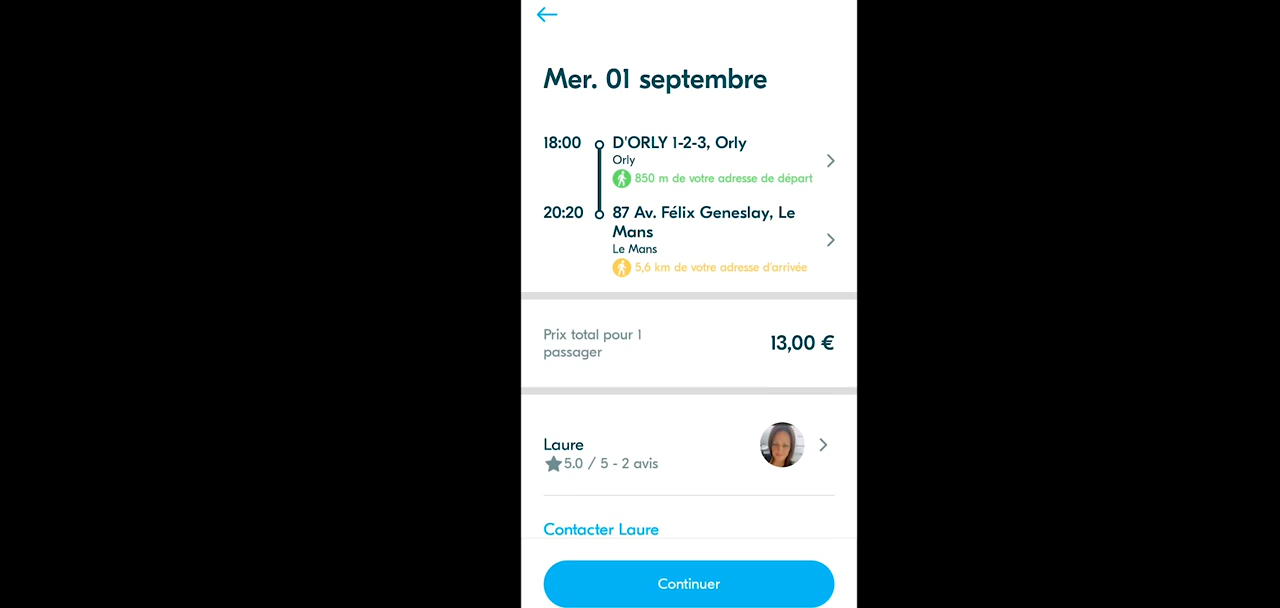 Mer. 01 septembre
18:00
D'ORLY 1-2-3, Orly
Orly
850 m de votre adresse de départ
20:20
87 Av. Félix Geneslay, Le
Mans
Le Mans
5,6 km de votre adresse d'arrivée
Prix total pour 1
passager
13,00 €
Laure
5.0 / 5 - 2 avis
Contacter Laure
Continuer